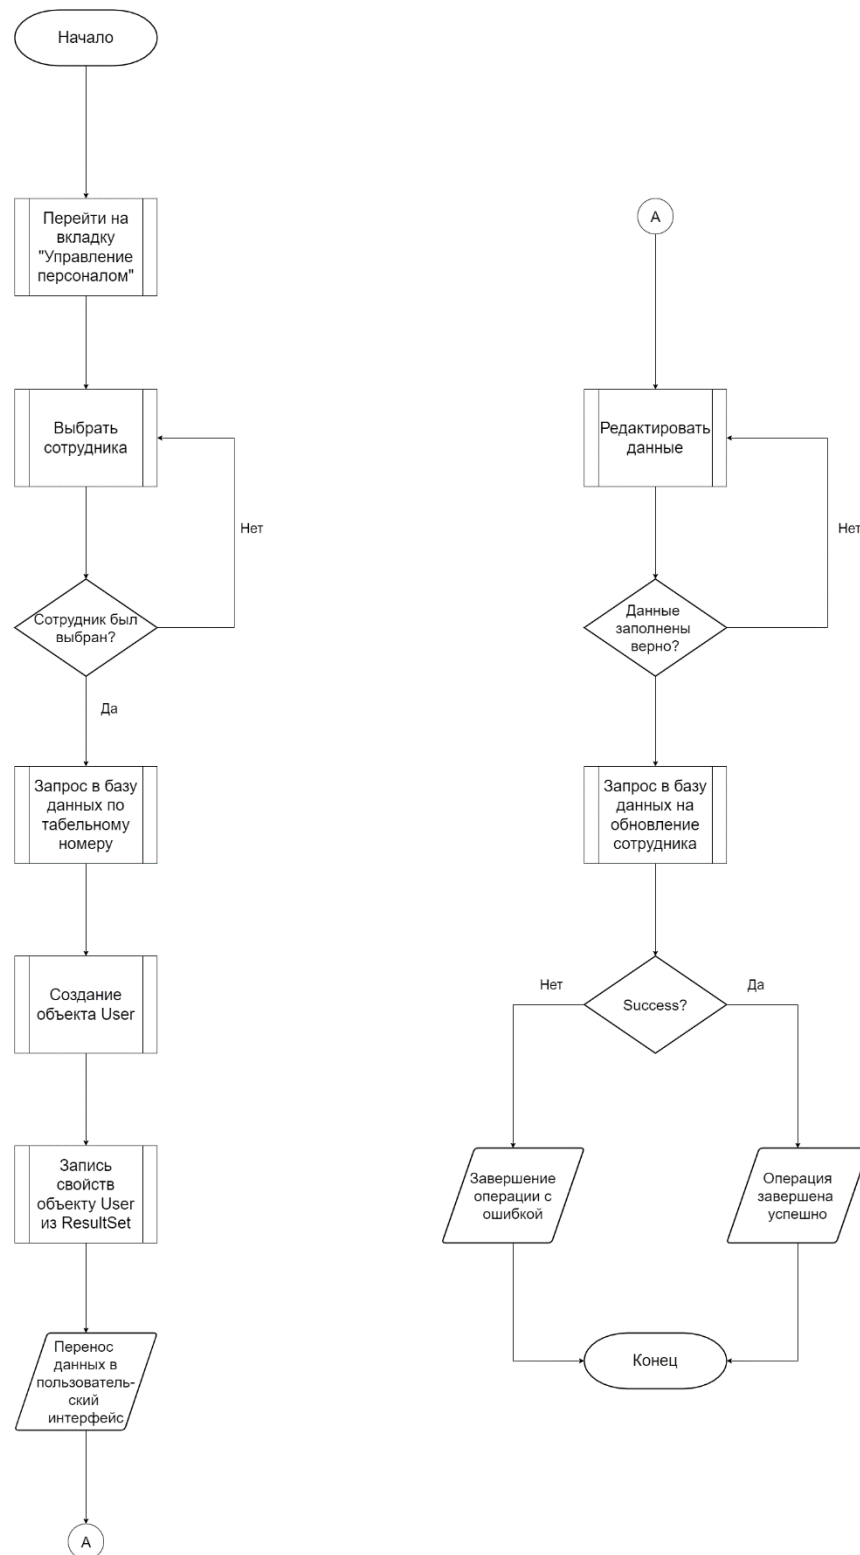 Начало
Перейти на
вкладку
"Управление
персоналом"
Выбрать
сотрудника
Нет
Сотрудник был
выбран?
Да
Запрос в базу
данных по
табельному
номеру
Создание
объекта User
Запись
свойств
объекту User
из ResultSet
Перенос
данных в
пользователь-
ский
интерфейс
А
А
Редактировать
данные
Нет
Данные
заполнены
верно?
Запрос в базу
данных на
обновление
сотрудника
Нет
Success?
Да
Завершение
операции с
ошибкой
Операция
завершена
успешно
Конец